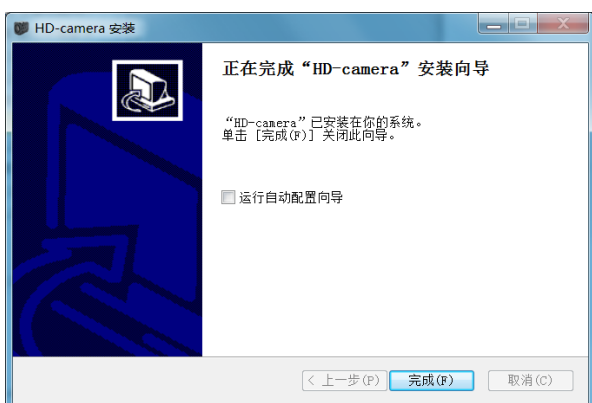 HD-camera 安装
正在完成“HD-camera”安装向导
“HD-camera”已安装在你的系统。
单击 [完成(F)] 关闭此向导。
运行自动配置向导
< 上一步(P)
完成(F)
取消(C)